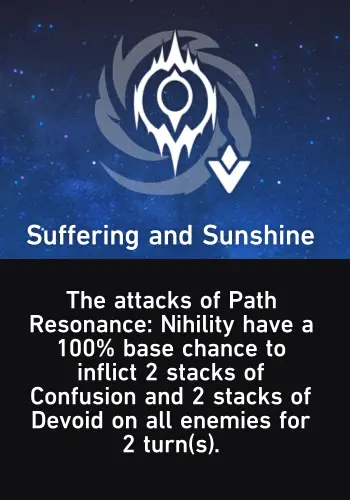 Suffering and Sunshine
The attacks of Path
Resonance: Nihility have a
100% base chance to
inflict 2 stacks of
Confusion and 2 stacks of
Devoid on all enemies for
2 turn(s).